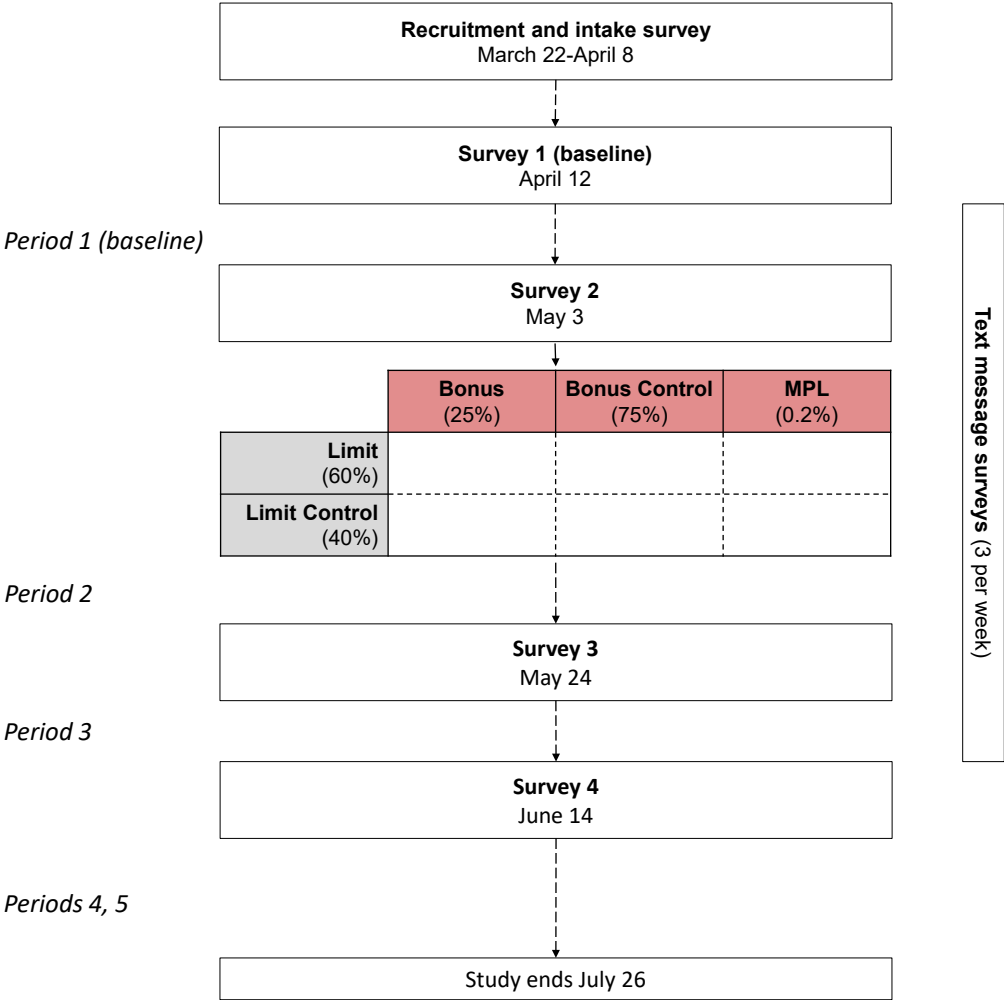 Recruitment and intake survey
March 22-April 8
Survey 1 (baseline)
April 12
Period 1 (baseline)
Survey 2
May 3
Bonus
(25%)
Bonus Control
(75%)
MPL
(0.2%)
Limit
(60%)
Limit Control
(40%)
Text message surveys (3 per week)
Period 2
Survey 3
May 24
Period 3
Survey 4
June 14
Periods 4, 5
Study ends July 26